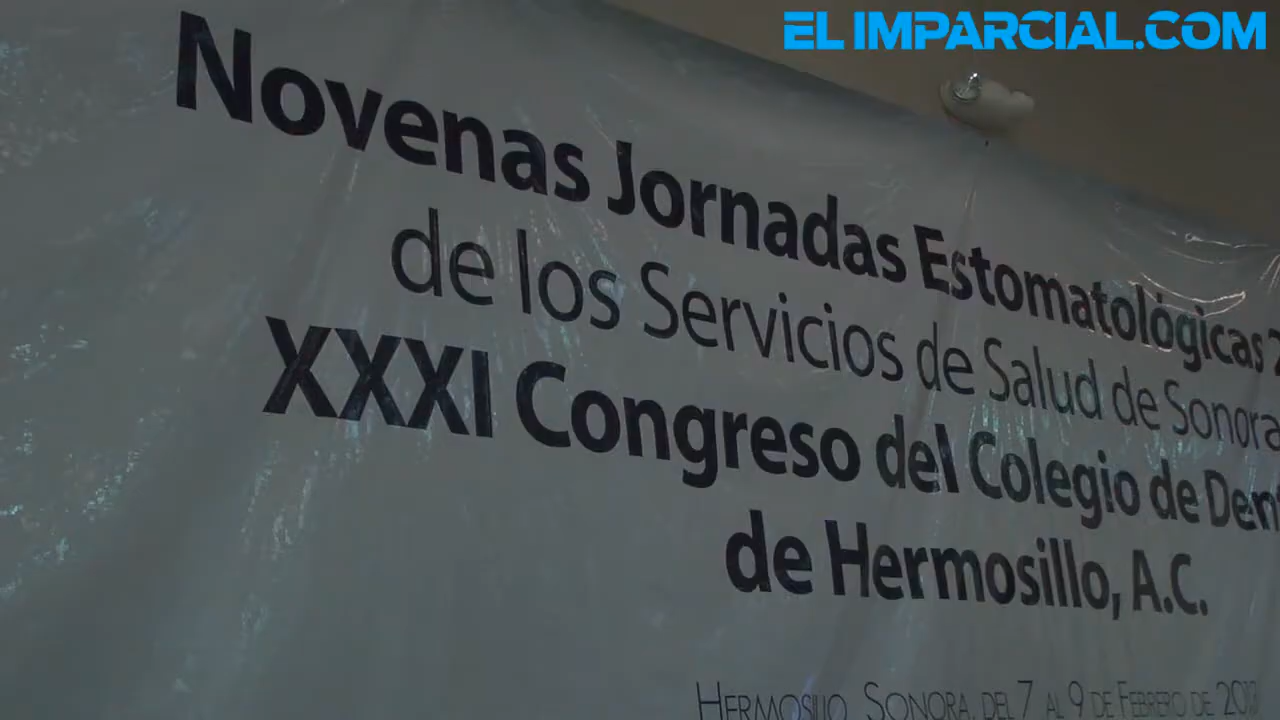 EL IMPARCIAL.COM
Novenas Jornadas Estomatológicas
de los Servicios de Salud de Sonora
XXXI Congreso del Colegio de
de Hermosillo, A.C.
Hermosillo, Sonora, del 7 al 9 de Febrero de